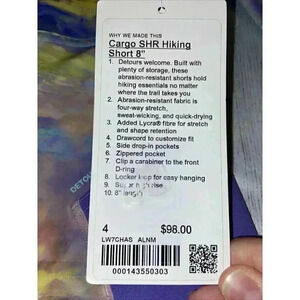 WHY WE MADE THIS
Cargo SHR Hiking
Short 8"
1. Detours welcome. Built with
plenty of storage, these
abrasion-resistant shorts hold
hiking essentials no matter
where the trail takes you
2. Abrasion-resistant fabric is
four-way stretch,
sweat-wicking, and quick-drying
3. Added Lycra® fibre for stretch
and shape retention
4. Drawcord to customize fit
5. Side drop-in pockets
6. Zippered pocket
7. Clip a carabiner to the front
D-ring
8. Locker loop for easy hanging
9. Super high rise
10. 8" length
4 $98.00
LW7CHAS ALNM
000143550303